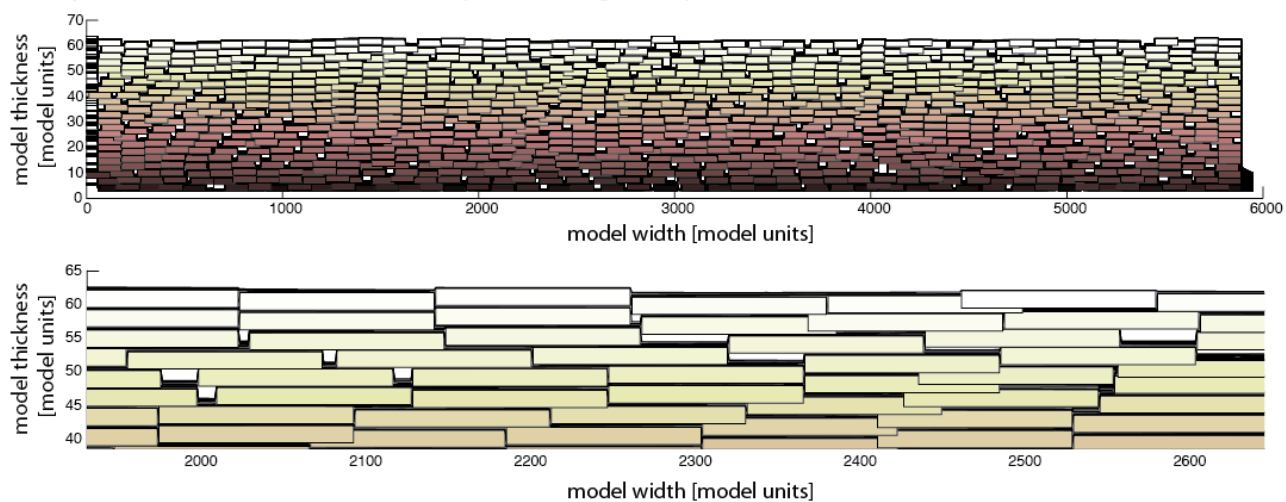 model thickness
[model units]
70
60
50
40
30
20
10
0
0 1000 2000 3000 4000 5000 6000
model width [model units]
model thickness
[model units]
65
60
55
50
45
40
2000 2100 2200 2300 2400 2500 2600
model width [model units]